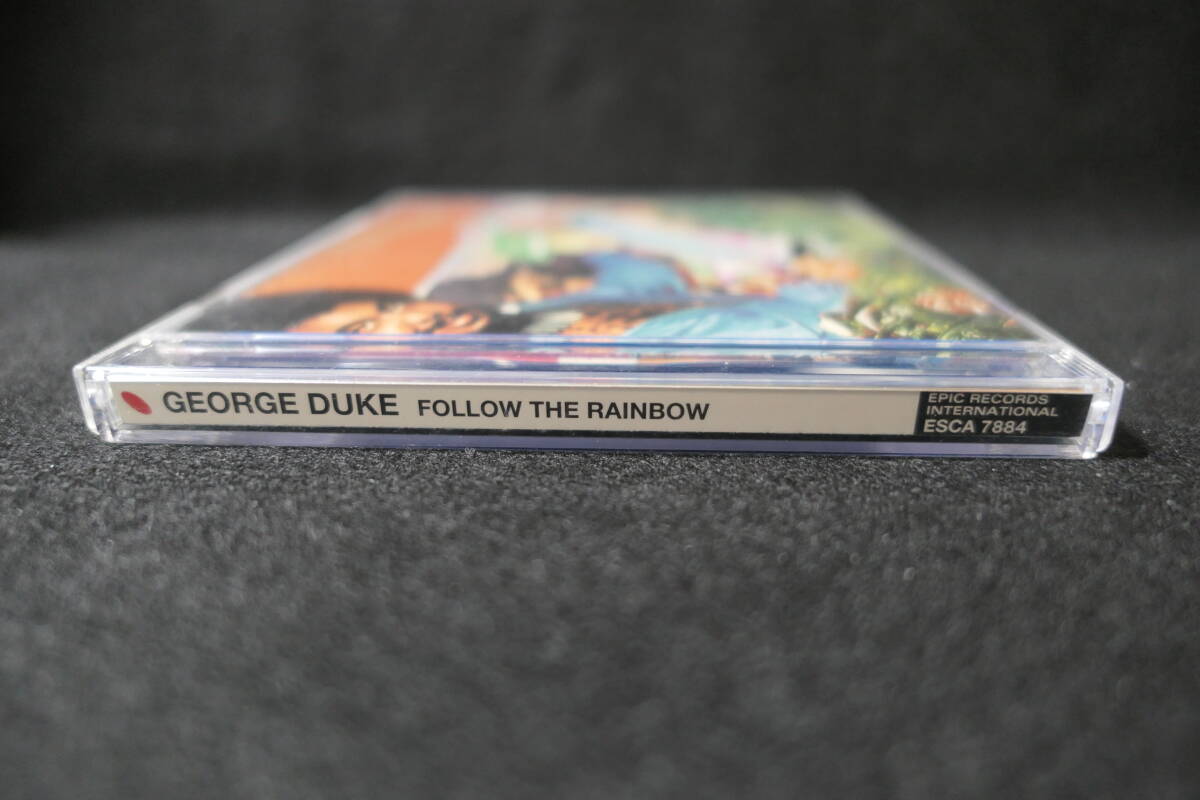 GEORGE DUKE FOLLOW THE RAINBOW
EPIC RECORDS
INTERNATIONAL
ESCA 7884